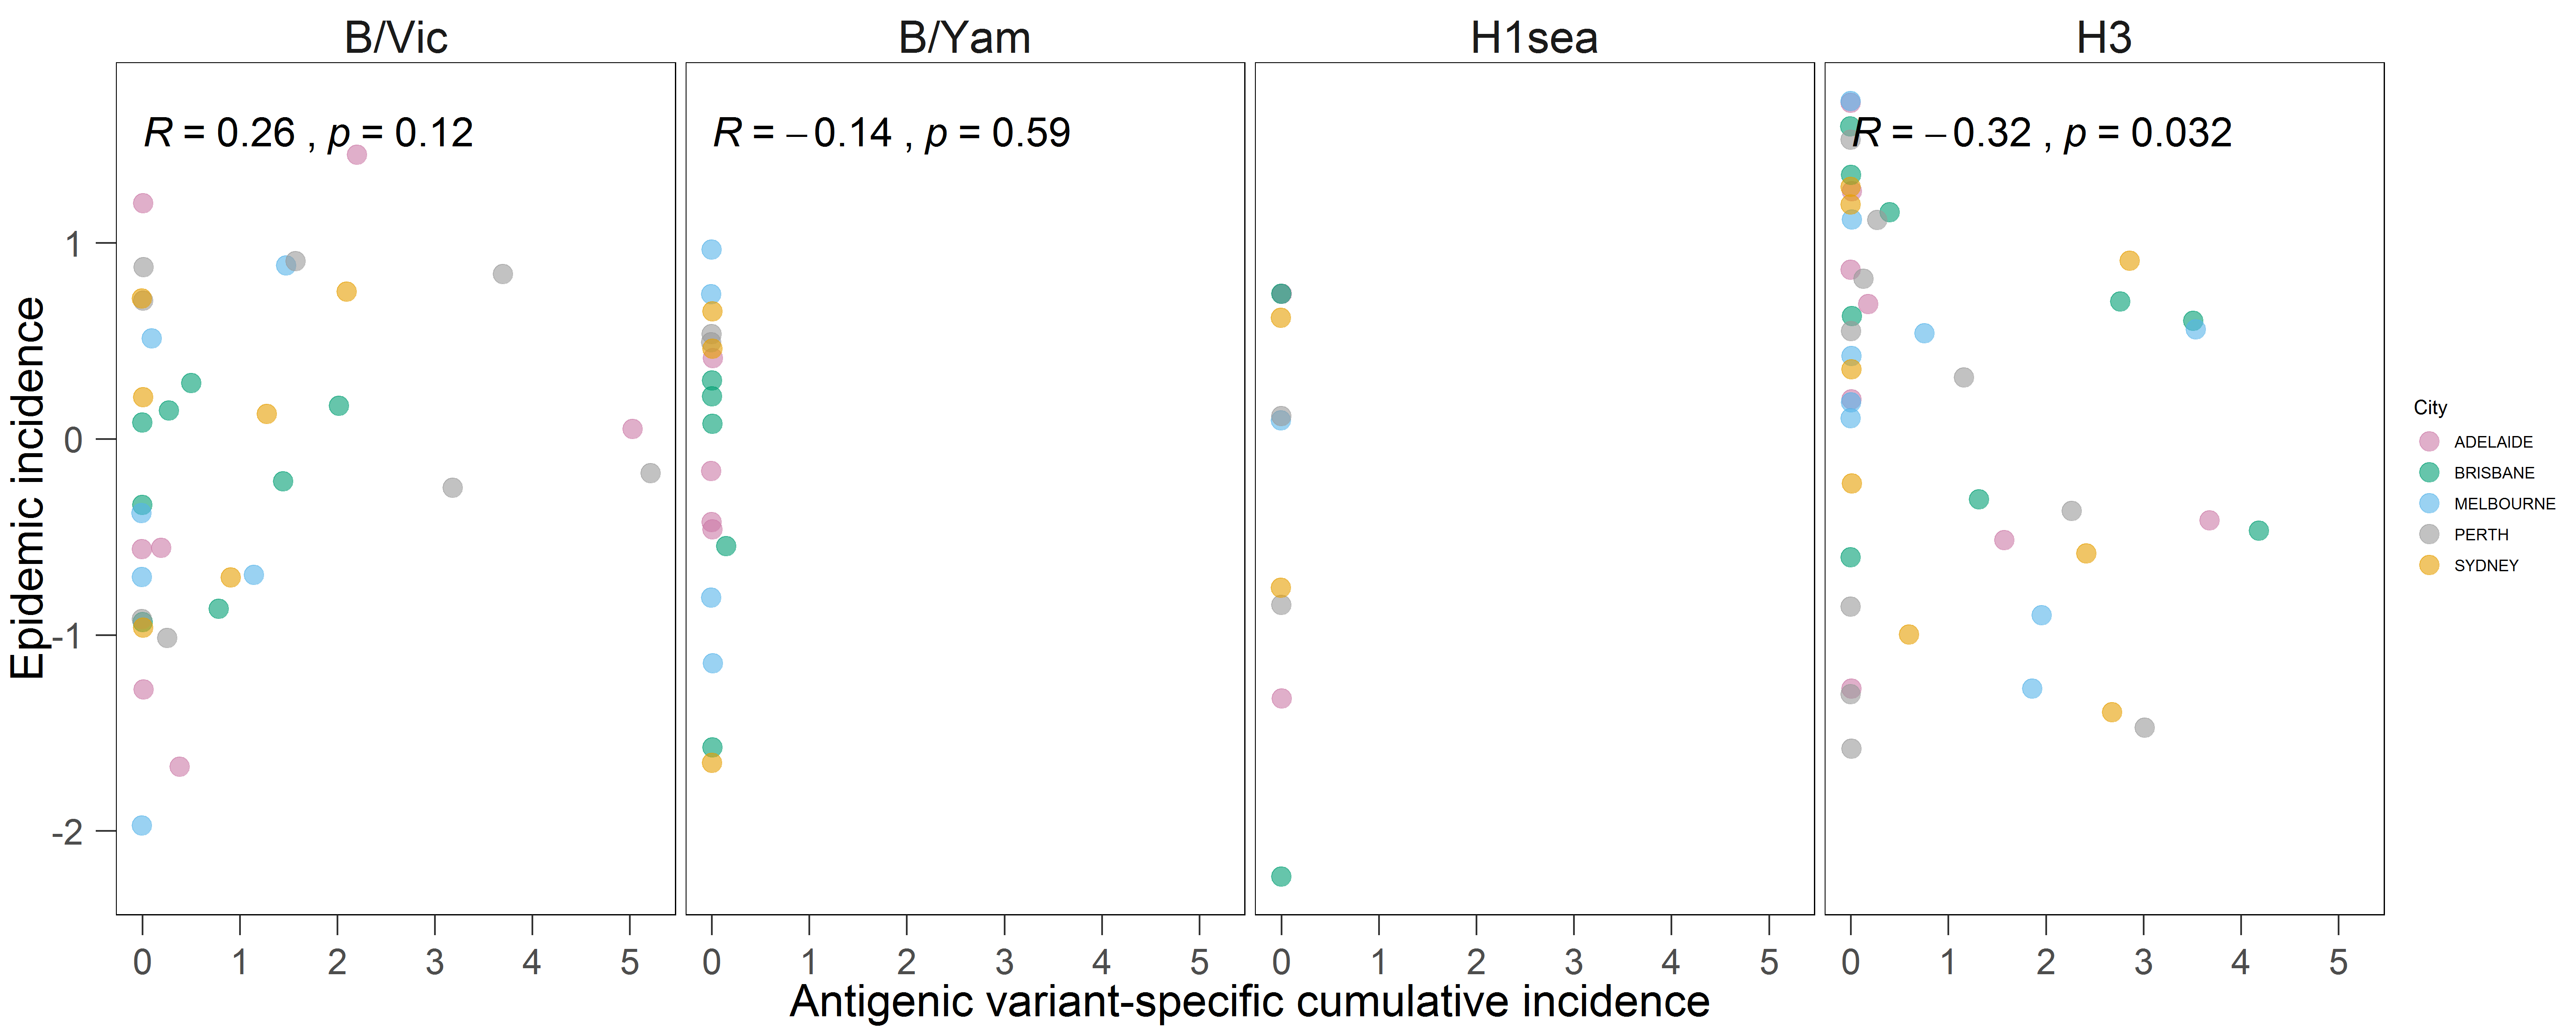 B/Vic B/Yam H1sea H3
R = 0.26 , p = 0.12 R = −0.14 , p = 0.59 R = −0.32 , p = 0.032
Epidemic incidence
1
0
-1
-2
0 1 2 3 4 5 0 1 2 3 4 5 0 1 2 3 4 5 0 1 2 3 4 5
Antigenic variant-specific cumulative incidence
City
ADELAIDE
BRISBANE
MELBOURNE
PERTH
SYDNEY